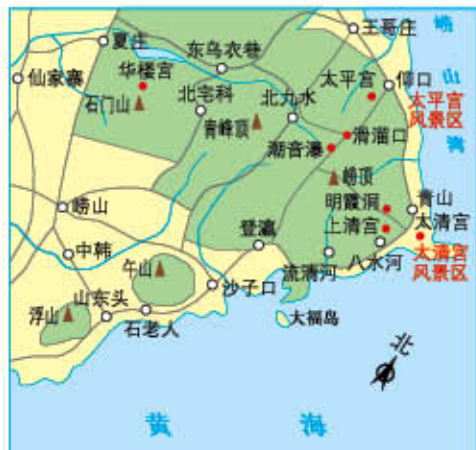 王哥庄
崂山湾
夏庄
东乌衣巷
仙家寨
华楼宫
太平宫
仰口
石门山
北宅科
北九水
太平宫
风景区
青峰顶
滑溜口
潮音瀑
崂顶
明霞洞
青山
崂山
上清宫
太清宫
登瀛
太清宫
风景区
中韩
八水河
午山
流清河
沙子口
浮山
山东头
石老人
大福岛
北
黄海